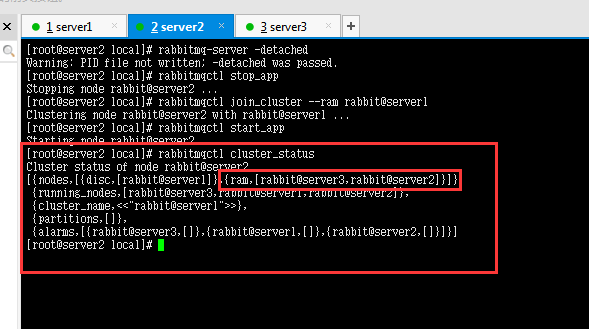 1 server1
2 server2
3 server3
[root@server2 local]# rabbitmq-server -detached
Warning: PID file not written; -detached was passed.
[root@server2 local]# rabbitmqctl stop_app
Stopping node rabbit@server2 ...
[root@server2 local]# rabbitmqctl join_cluster --ram rabbit@server1
Clustering node rabbit@server2 with rabbit@server1 ...
[root@server2 local]# rabbitmqctl start_app
Starting node rabbit@server2
[root@server2 local]# rabbitmqctl cluster_status
Cluster status of node rabbit@server2
[{nodes,[{disc,[rabbit@server1]},{ram,[rabbit@server3,rabbit@server2]}]},
{running_nodes,[rabbit@server3,rabbit@server1,rabbit@server2]},
{cluster_name,<<"rabbit@server1">>},
{partitions,[]},
{alarms,[{rabbit@server3,[]},{rabbit@server1,[]},{rabbit@server2,[]}]}]
[root@server2 local]#